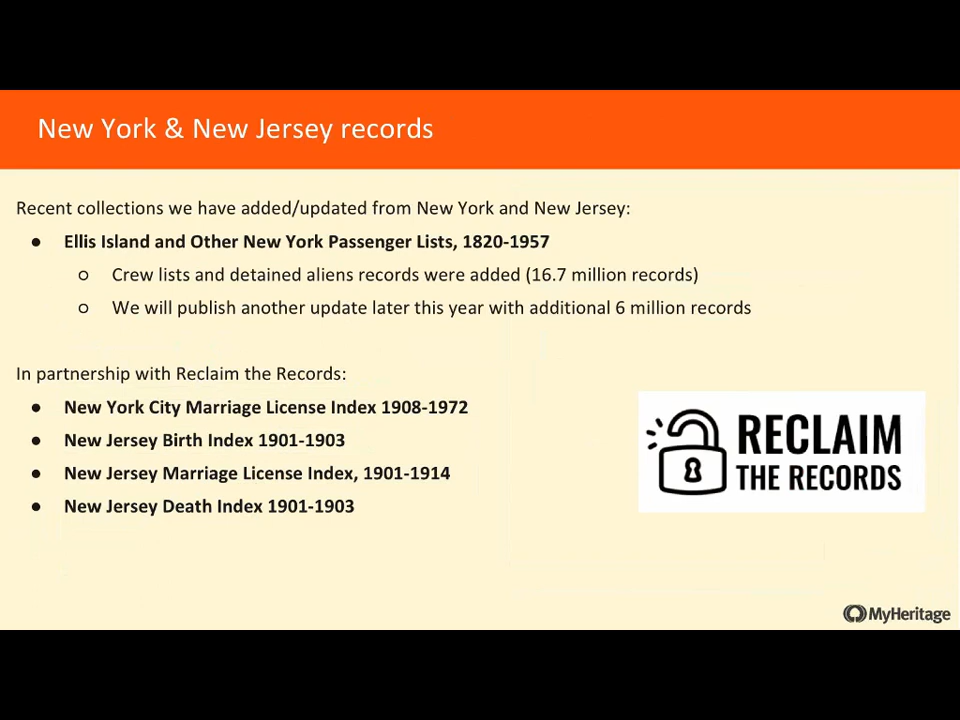 New York & New Jersey records
Recent collections we have added/updated from New York and New Jersey:
● Ellis Island and Other New York Passenger Lists, 1820-1957
○ Crew lists and detained aliens records were added (16.7 million records)
○ We will publish another update later this year with additional 6 million records
In partnership with Reclaim the Records:
● New York City Marriage License Index 1908-1972
● New Jersey Birth Index 1901-1903
● New Jersey Marriage License Index, 1901-1914
● New Jersey Death Index 1901-1903
RECLAIM
THE RECORDS
MyHeritage